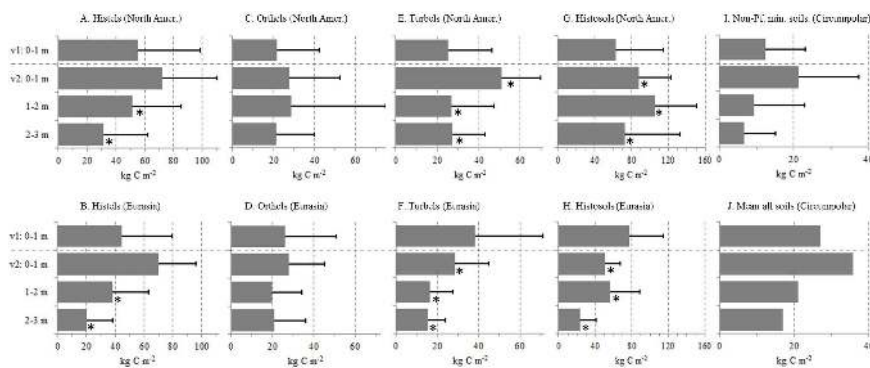 A. Histels (North Amer.)
C. Orthels (North Amer.)
E. Turbels (North Amer.)
G. Histosols (North Amer.)
I. Non-Pf. min. soils. (Circumpolar)
v1: 0-1 m
v2: 0-1 m
*
*
1-2 m
*
*
*
2-3 m
*
*
*
0 20 40 60 80 100
0 20 40 60
0 20 40 60
0 40 80 120 160
0 20 40
kg C m-2
kg C m-2
kg C m-2
kg C m-2
kg C m-2
B. Histels (Eurasia)
D. Orthels (Eurasia)
F. Turbels (Eurasia)
H. Histosols (Eurasia)
J. Mean all soils (Circumpolar)
v1: 0-1 m
v2: 0-1 m
*
*
1-2 m
*
*
*
2-3 m
*
*
*
0 20 40 60 80 100
0 20 40 60
0 20 40 60
0 40 80 120 160
0 20 40
kg C m-2
kg C m-2
kg C m-2
kg C m-2
kg C m-2